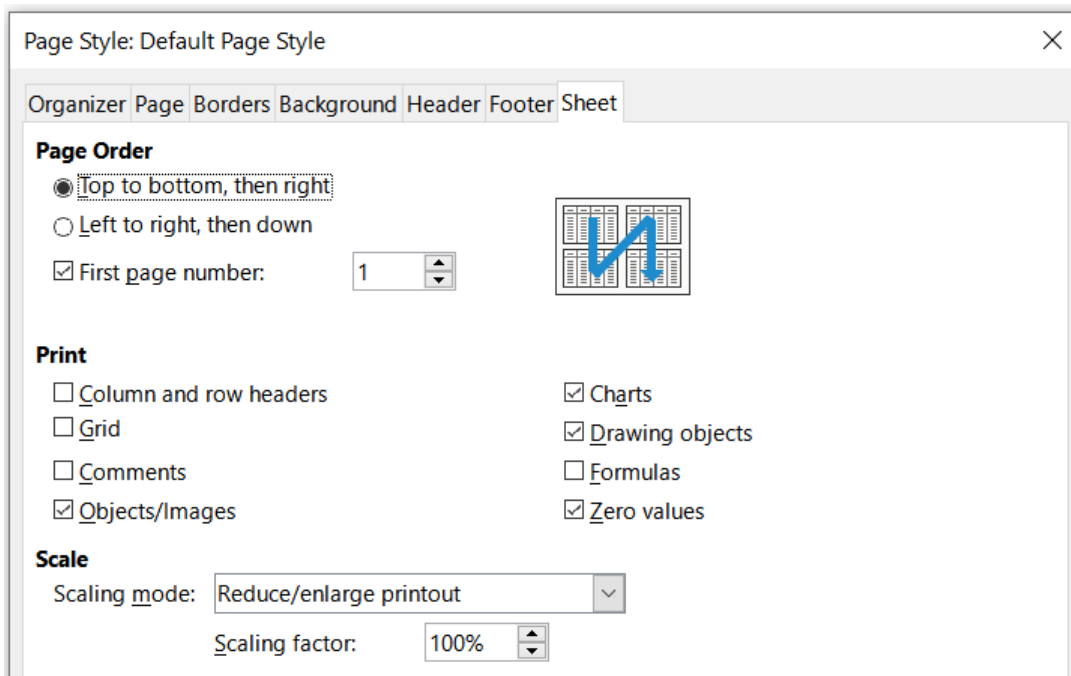 Page Style: Default Page Style
Organizer Page Borders Background Header Footer Sheet
Page Order
Top to bottom, then right
Left to right, then down
First page number: 1
Print
Column and row headers
Charts
Grid
Drawing objects
Comments
Formulas
Objects/Images
Zero values
Scale
Scaling mode: Reduce/enlarge printout
Scaling factor: 100%